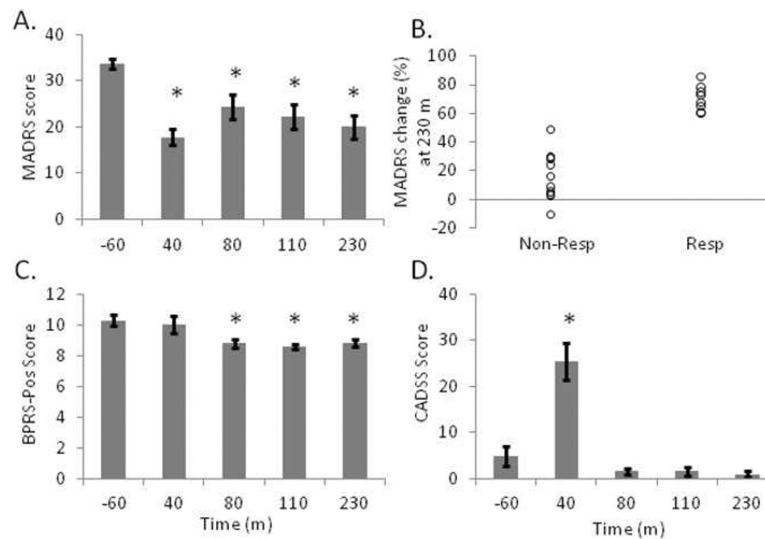 A.
MADRS score
40
30
20
10
0
* * * *
-60 40 80 110 230
B.
MADRS change (%)
at 230 m
100
80
60
40
20
0
-20
Non-Resp Resp
C.
BPRS-Pos Score
12
10
8
6
4
2
0
* * *
-60 40 80 110 230
Time (m)
D.
CADSS Score
40
30
20
10
0
*
-60 40 80 110 230
Time (m)